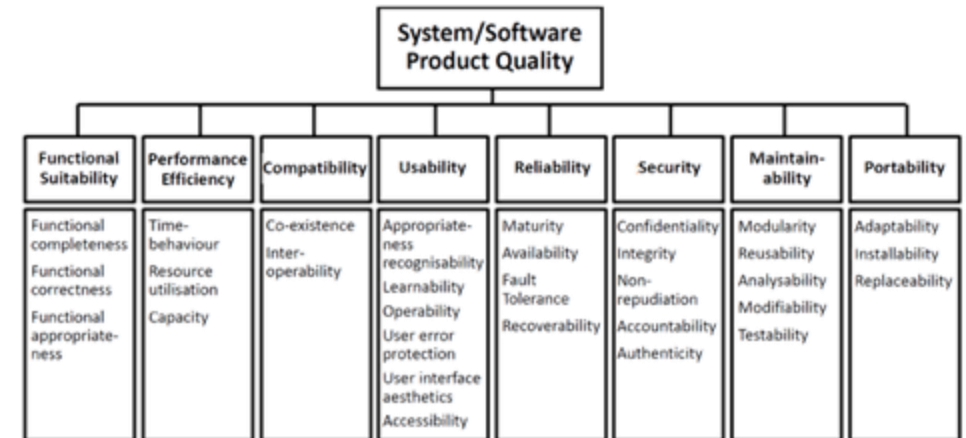 System/Software
Product Quality
Functional
Suitability
Performance
Efficiency
Compatibility
Usability
Reliability
Security
Maintain-
ability
Portability
Functional
completeness
Functional
correctness
Functional
appropriate-
ness
Time-
behaviour
Resource
utilisation
Capacity
Co-existence
Inter-
operability
Appropriate-
ness
recognisability
Learnability
Operability
User error
protection
User interface
aesthetics
Accessibility
Maturity
Availability
Fault
Tolerance
Recoverability
Confidentiality
Integrity
Non-
repudiation
Accountability
Authenticity
Modularity
Reusability
Analysability
Modifiability
Testability
Adaptability
Installability
Replaceability